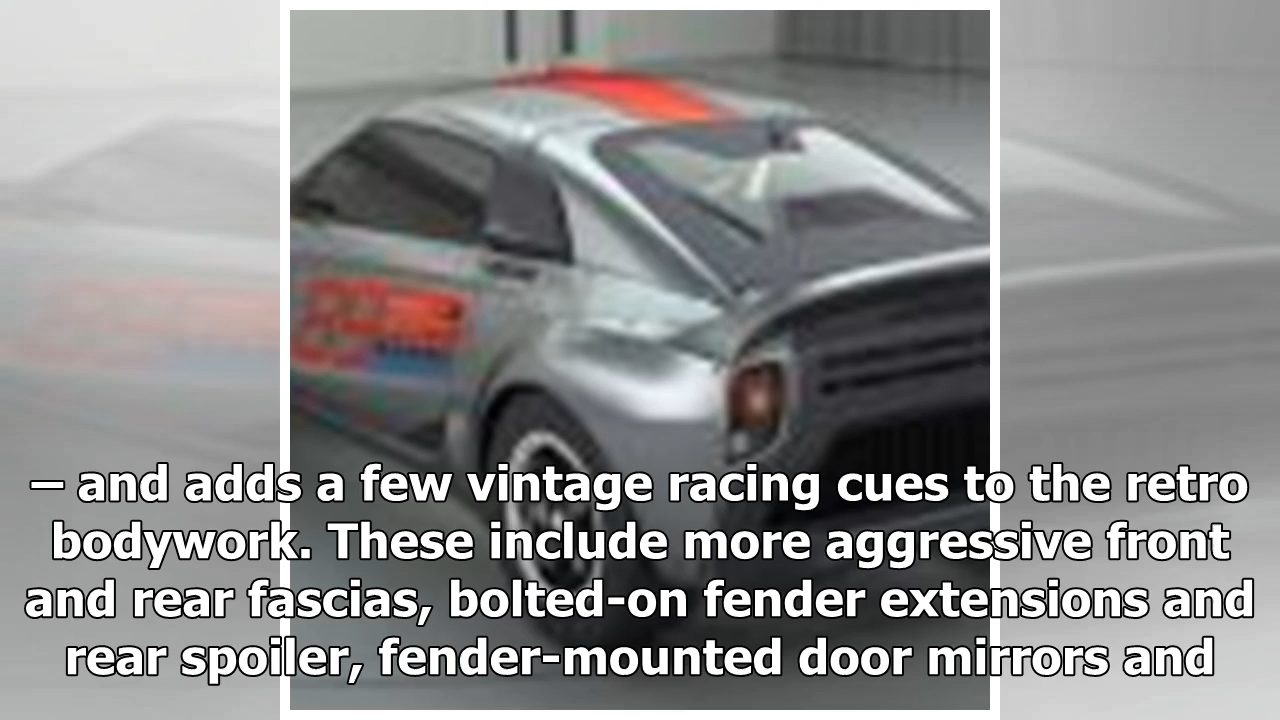 – and adds a few vintage racing cues to the retro
bodywork. These include more aggressive front
and rear fascias, bolted-on fender extensions and
rear spoiler, fender-mounted door mirrors and